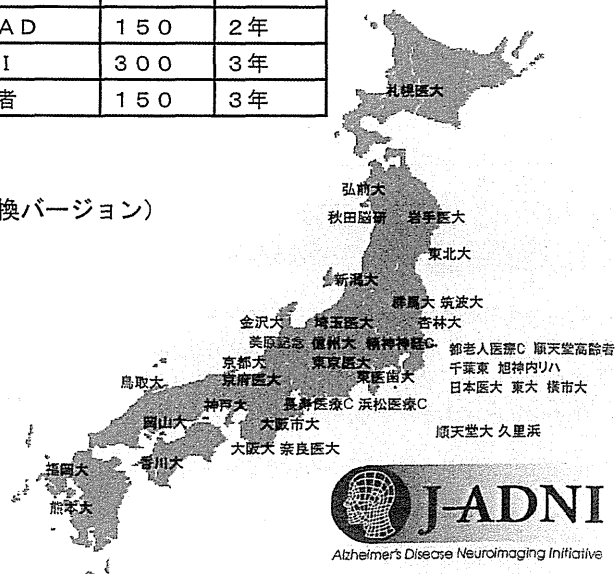 AD 150 2年
I 300 3年
者 150 3年
換バージョン)
札幌医大
弘前大
秋田脳研 岩手医大
東北大
新潟大
群馬大 筑波大
金沢大 埼玉医大 杏林大
美原記念 信州大 精神神経C 都老人医療C 順天堂高齢者
京都大 東京医大 千葉東 旭神内リハ
鳥取大 京府医大 東医歯大 日本医大 東大 横市大
神戸大 長寿医療C 浜松医療C
岡山大 大阪市大 順天堂大 久里浜
大阪大 奈良医大
福岡大 香川大
熊本大
J-ADNI
Alzheimer's Disease Neuroimaging Initiative